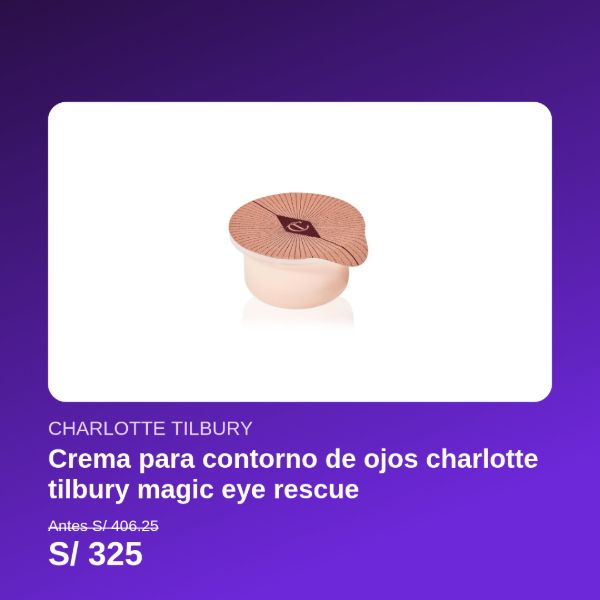 CHARLOTTE TILBURY
Crema para contorno de ojos charlotte
tilbury magic eye rescue
Antes S/ 406.25
S/ 325